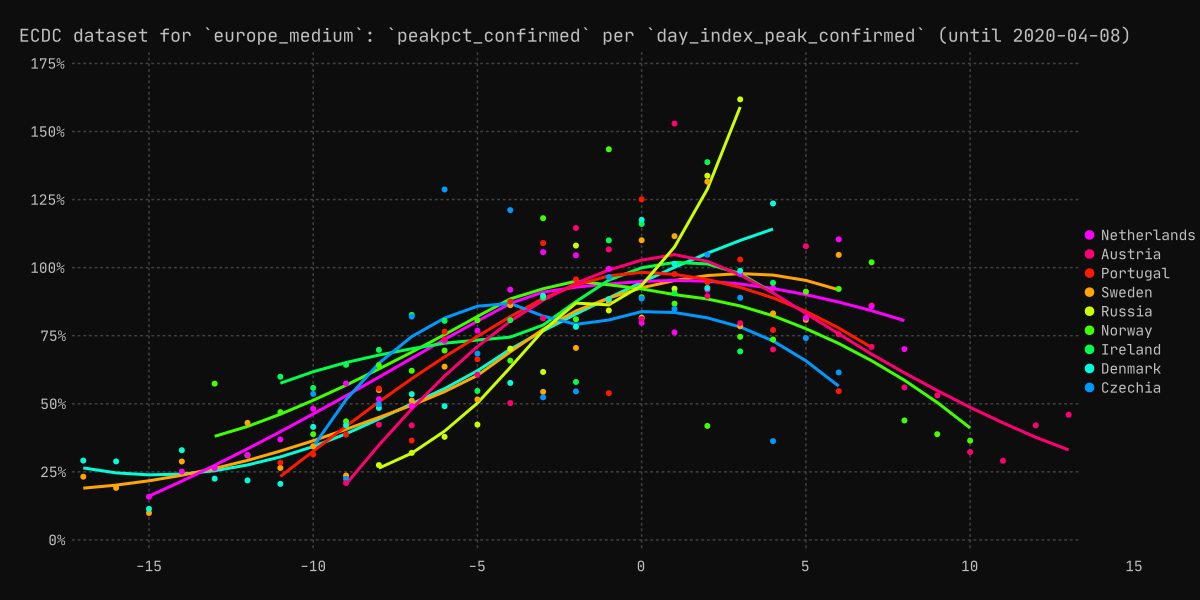 ECDC dataset for `europe_medium`: `peakpct_confirmed` per `day_index_peak_confirmed` (until 2020-04-08)
175%
150%
125%
100%
75%
50%
25%
0%
-15 -10 -5 0 5 10 15
Netherlands
Austria
Portugal
Sweden
Russia
Norway
Ireland
Denmark
Czechia